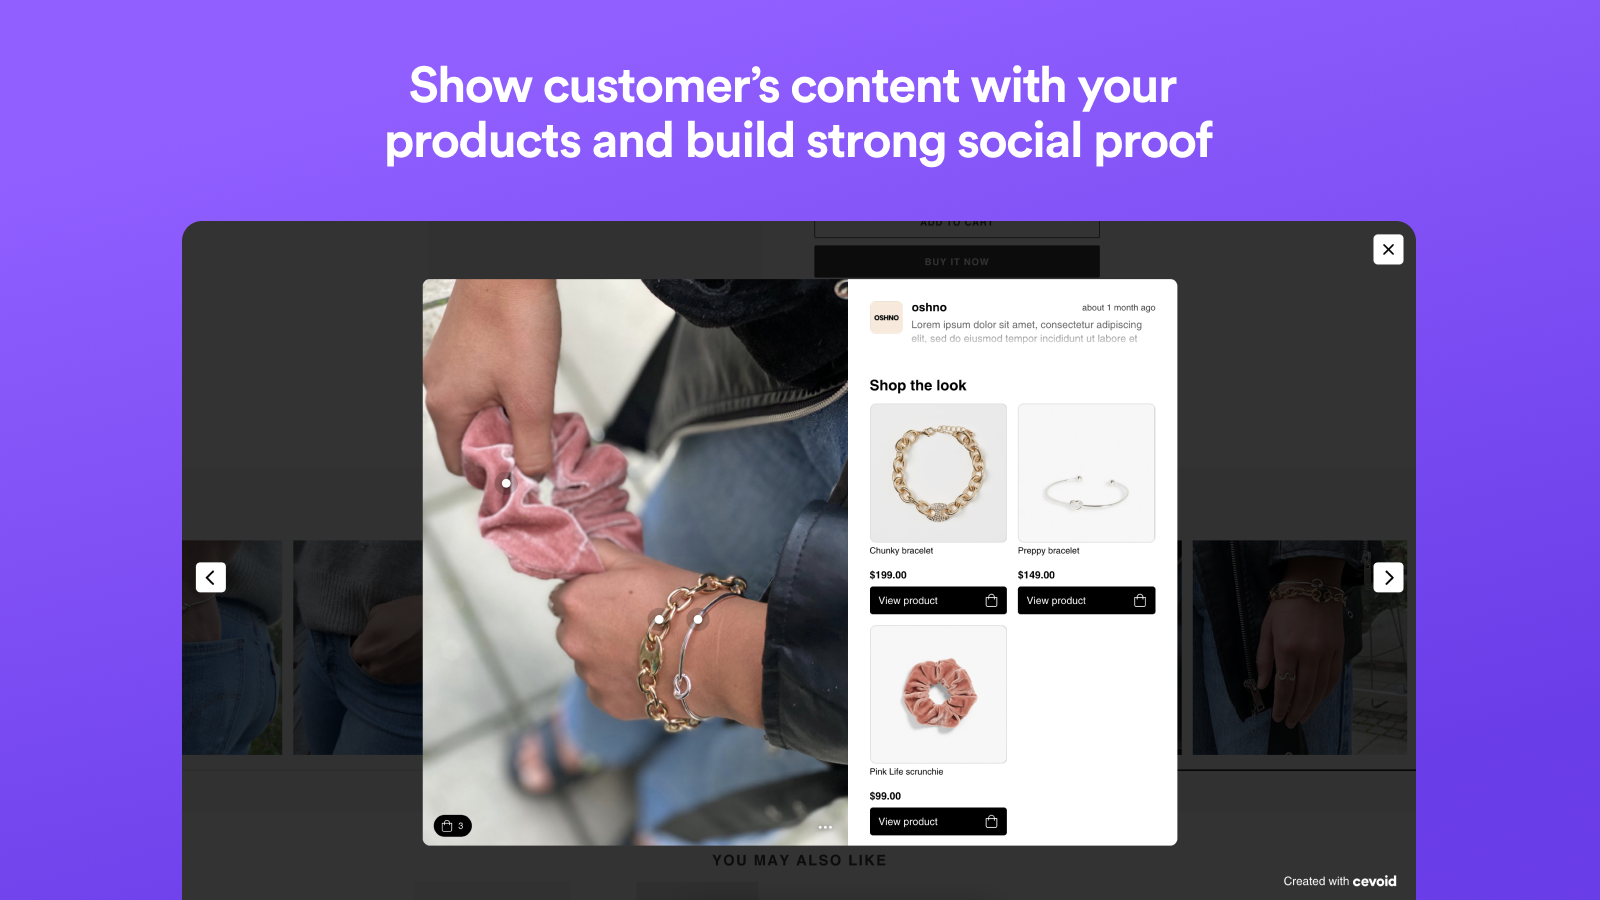 Show customer’s content with your
products and build strong social proof
ADD TO CART
BUY IT NOW
OSHNO
oshno
about 1 month ago
Lorem ipsum dolor sit amet, consectetur adipiscing
elit, sed do eiusmod tempor incididunt ut labore et
Shop the look
Chunky bracelet
Preppy bracelet
$199.00
$149.00
View product
View product
Pink Life scrunchie
$99.00
View product
3
YOU MAY ALSO LIKE
Created with cevoid